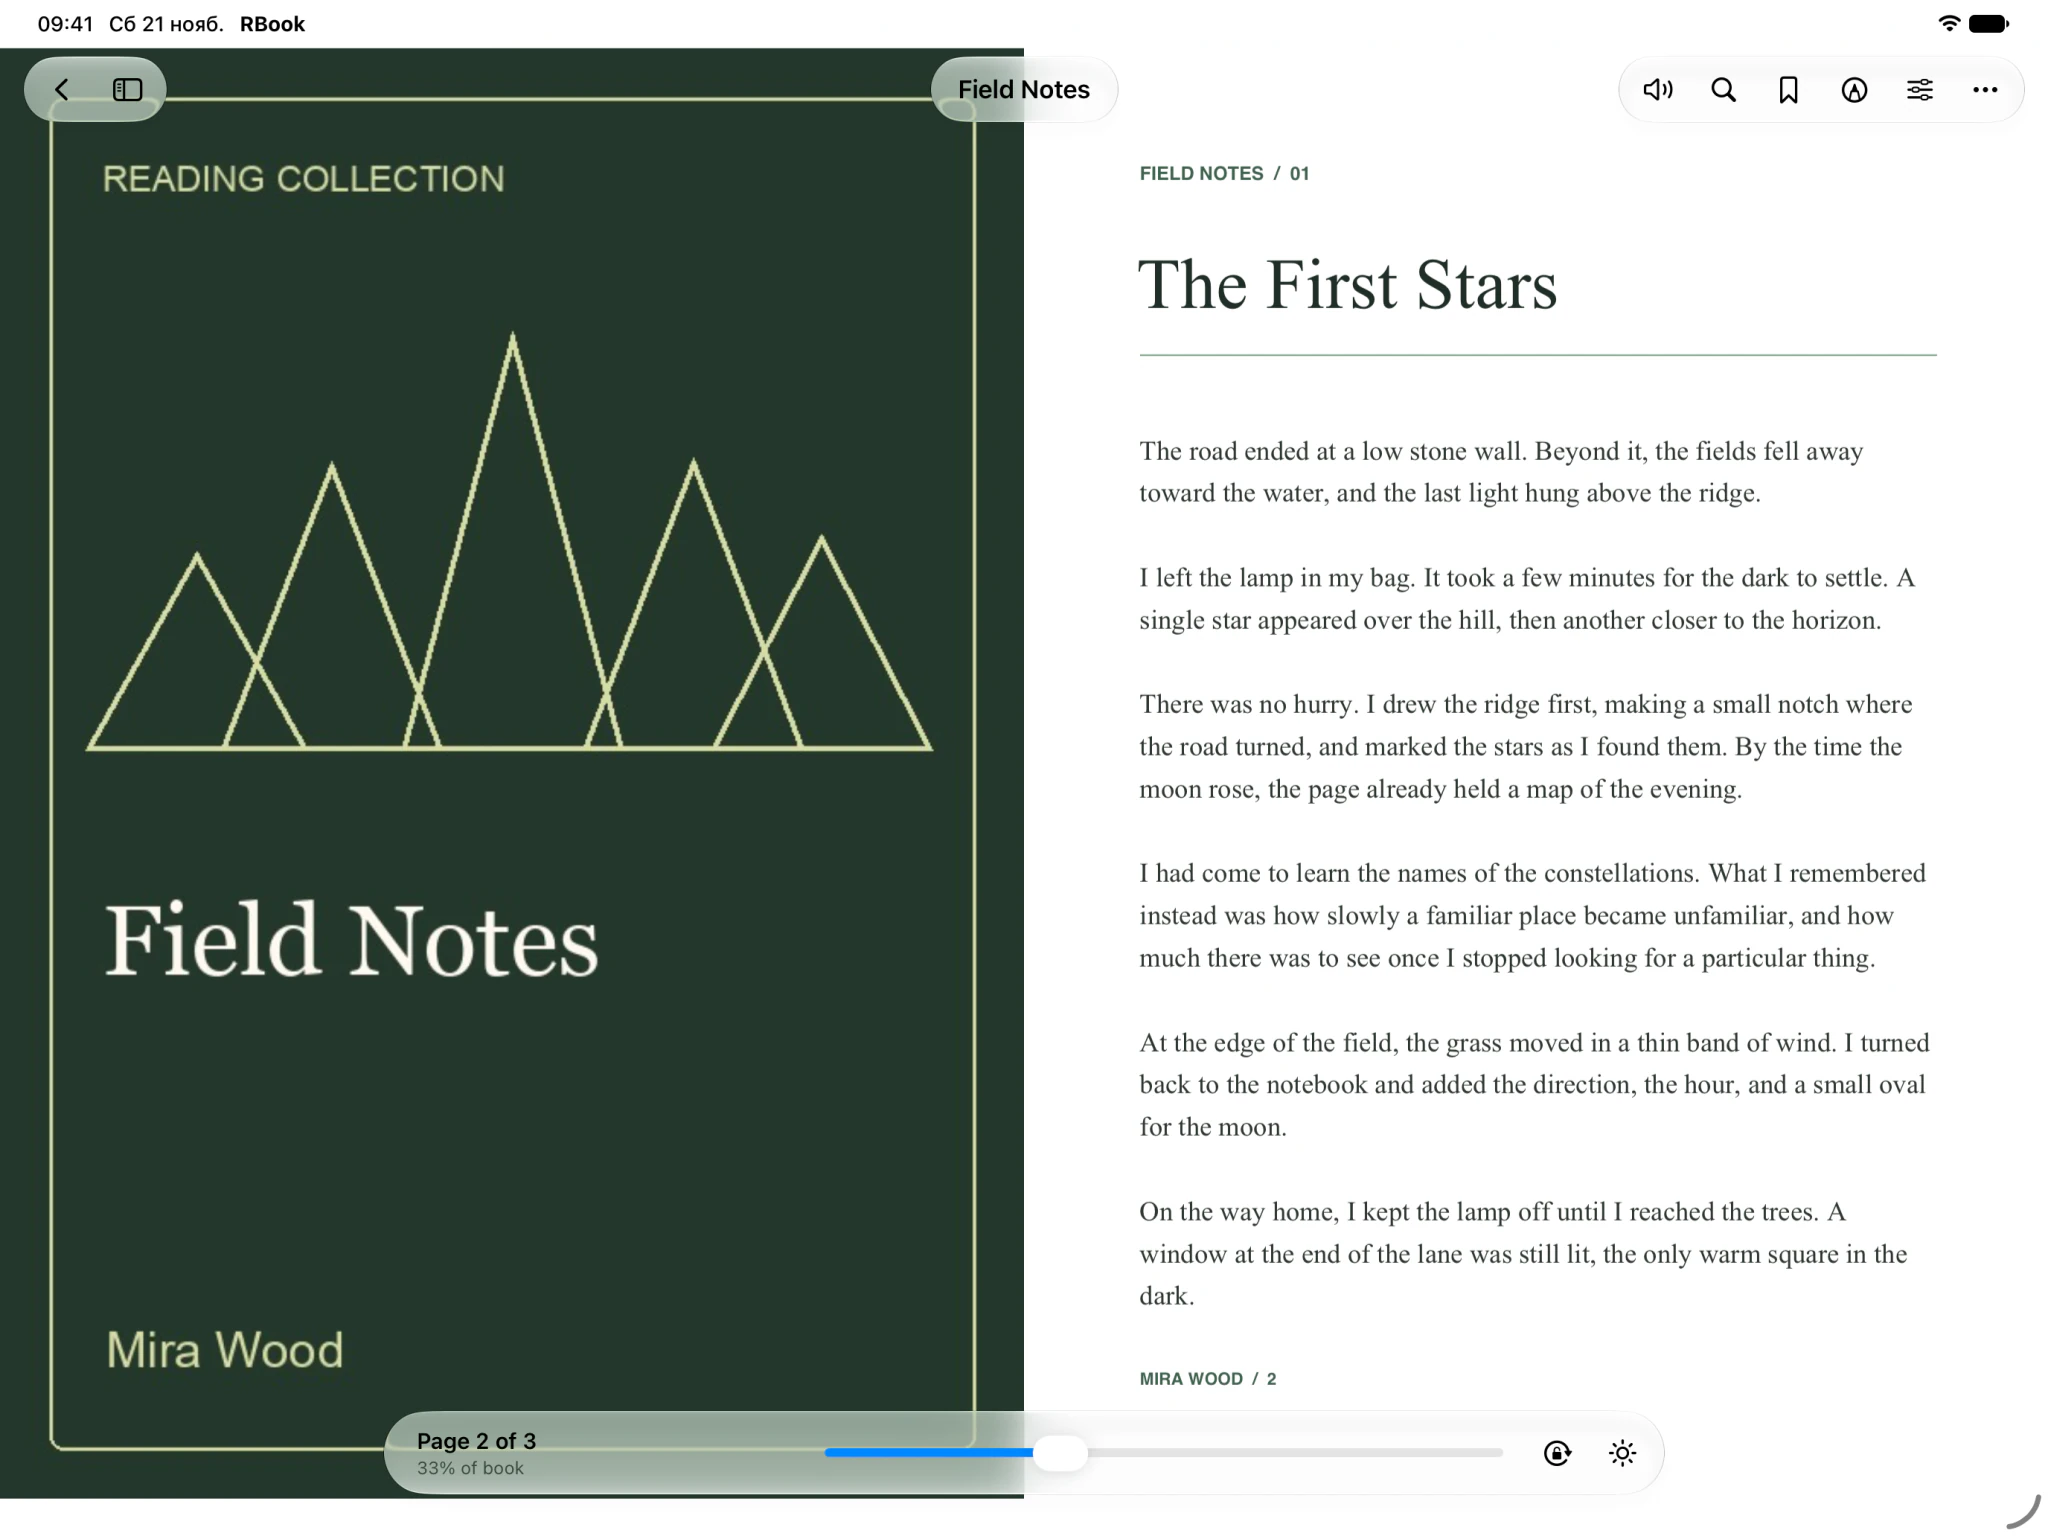 09:41 Сб 21 нояб. RBook
Field Notes
READING COLLECTION
Field Notes
Mira Wood
FIELD NOTES / 01
The First Stars
The road ended at a low stone wall. Beyond it, the fields fell away
toward the water, and the last light hung above the ridge.
I left the lamp in my bag. It took a few minutes for the dark to settle. A
single star appeared over the hill, then another closer to the horizon.
There was no hurry. I drew the ridge first, making a small notch where
the road turned, and marked the stars as I found them. By the time the
moon rose, the page already held a map of the evening.
I had come to learn the names of the constellations. What I remembered
instead was how slowly a familiar place became unfamiliar, and how
much there was to see once I stopped looking for a particular thing.
At the edge of the field, the grass moved in a thin band of wind. I turned
back to the notebook and added the direction, the hour, and a small oval
for the moon.
On the way home, I kept the lamp off until I reached the trees. A
window at the end of the lane was still lit, the only warm square in the
dark.
MIRA WOOD / 2
Page 2 of 3
33% of book